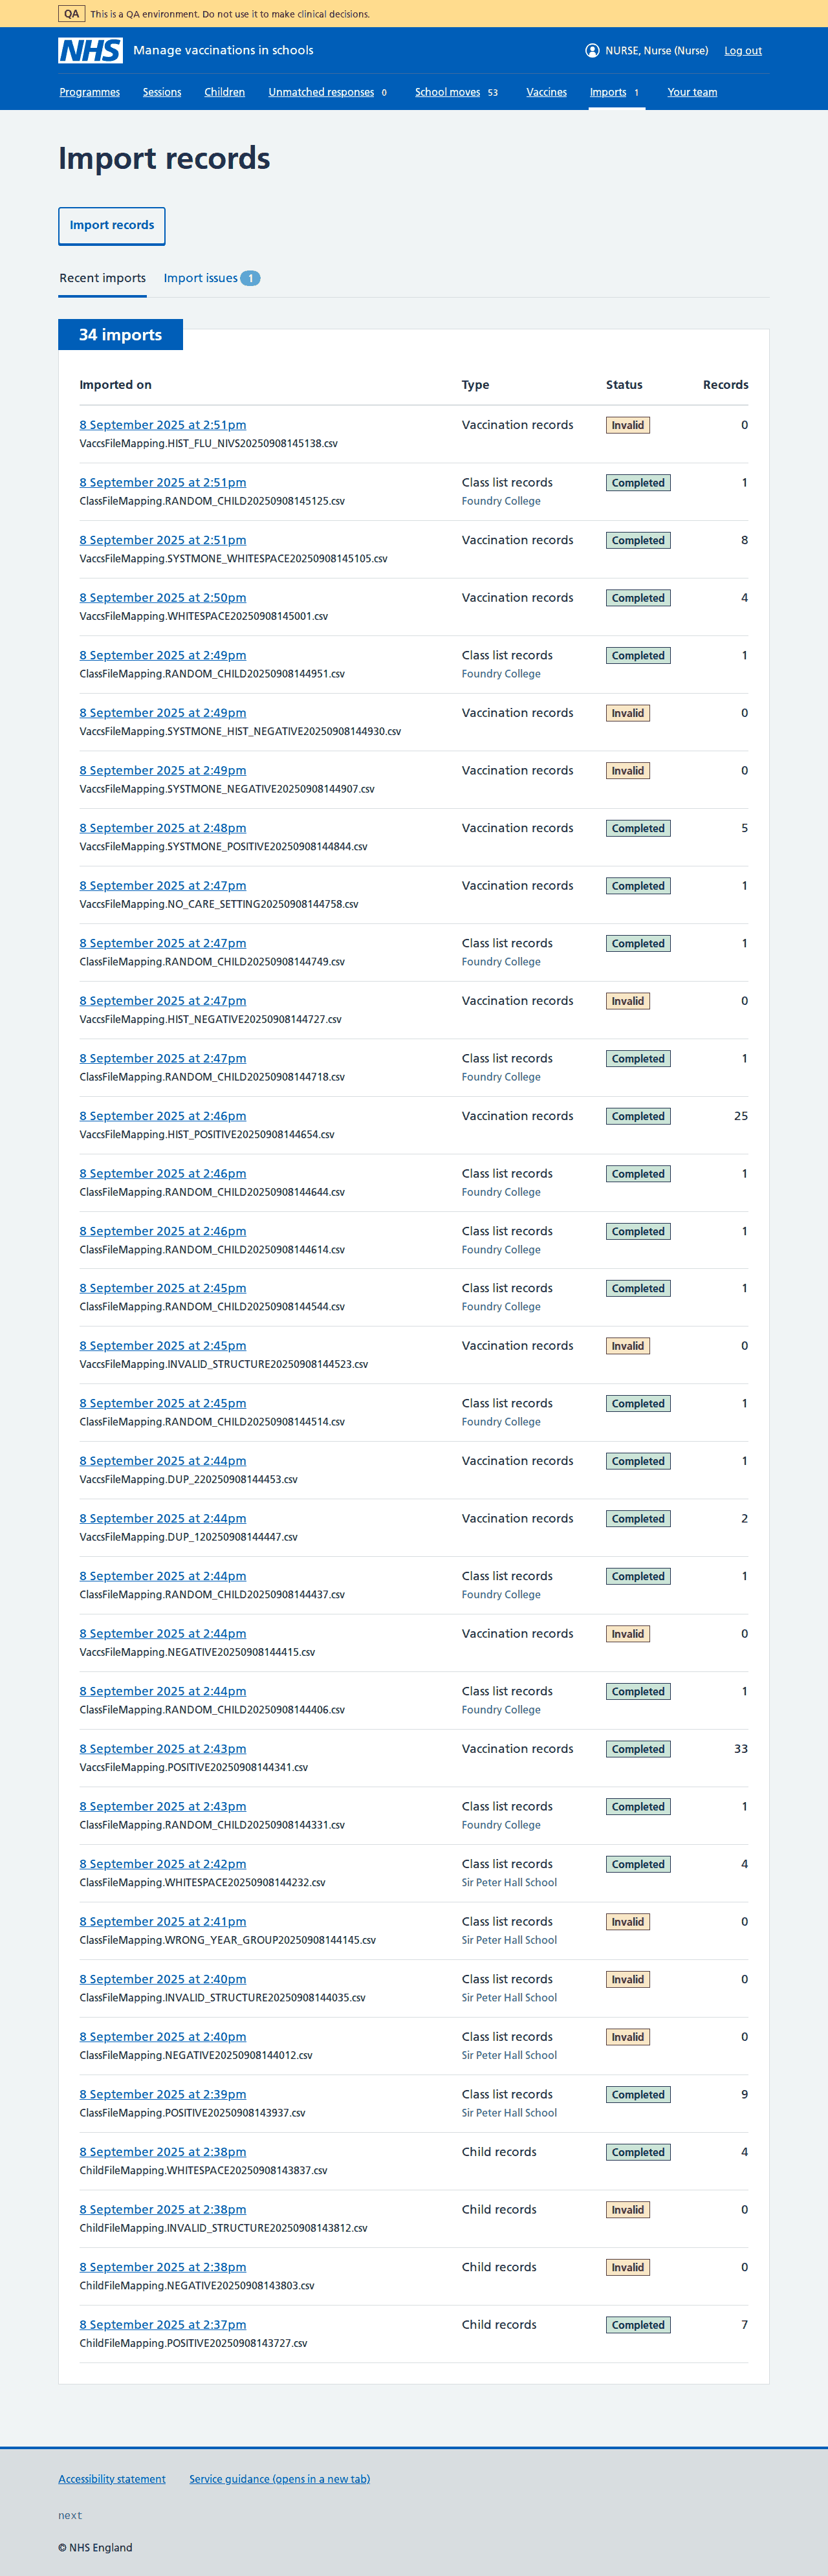 QA This is a QA environment. Do not use it to make clinical decisions.
NHS Manage vaccinations in schools NURSE, Nurse (Nurse) Log out
Programmes Sessions Children Unmatched responses 0 School moves 53 Vaccines Imports 1 Your team
Import records
Import records
Recent imports Import issues 1
34 imports
Imported on Type Status Records
8 September 2025 at 2:51pm Vaccination records Invalid 0
VaccsFileMapping.HIST_FLU_NIVS20250908145138.csv
8 September 2025 at 2:51pm Class list records Completed 1
ClassFileMapping.RANDOM_CHILD20250908145125.csv Foundry College
8 September 2025 at 2:51pm Vaccination records Completed 8
VaccsFileMapping.SYSTMONE_WHITESPACE20250908145105.csv
8 September 2025 at 2:50pm Vaccination records Completed 4
VaccsFileMapping.WHITESPACE20250908145001.csv
8 September 2025 at 2:49pm Class list records Completed 1
ClassFileMapping.RANDOM_CHILD20250908144951.csv Foundry College
8 September 2025 at 2:49pm Vaccination records Invalid 0
VaccsFileMapping.SYSTMONE_HIST_NEGATIVE20250908144930.csv
8 September 2025 at 2:49pm Vaccination records Invalid 0
VaccsFileMapping.SYSTMONE_NEGATIVE20250908144907.csv
8 September 2025 at 2:48pm Vaccination records Completed 5
VaccsFileMapping.SYSTMONE_POSITIVE20250908144844.csv
8 September 2025 at 2:47pm Vaccination records Completed 1
VaccsFileMapping.NO_CARE_SETTING20250908144758.csv
8 September 2025 at 2:47pm Class list records Completed 1
ClassFileMapping.RANDOM_CHILD20250908144749.csv Foundry College
8 September 2025 at 2:47pm Vaccination records Invalid 0
VaccsFileMapping.HIST_NEGATIVE20250908144727.csv
8 September 2025 at 2:47pm Class list records Completed 1
ClassFileMapping.RANDOM_CHILD20250908144718.csv Foundry College
8 September 2025 at 2:46pm Vaccination records Completed 25
VaccsFileMapping.HIST_POSITIVE20250908144654.csv
8 September 2025 at 2:46pm Class list records Completed 1
ClassFileMapping.RANDOM_CHILD20250908144644.csv Foundry College
8 September 2025 at 2:46pm Class list records Completed 1
ClassFileMapping.RANDOM_CHILD20250908144614.csv Foundry College
8 September 2025 at 2:45pm Class list records Completed 1
ClassFileMapping.RANDOM_CHILD20250908144544.csv Foundry College
8 September 2025 at 2:45pm Vaccination records Invalid 0
VaccsFileMapping.INVALID_STRUCTURE20250908144523.csv
8 September 2025 at 2:45pm Class list records Completed 1
ClassFileMapping.RANDOM_CHILD20250908144514.csv Foundry College
8 September 2025 at 2:44pm Vaccination records Completed 1
VaccsFileMapping.DUP_220250908144453.csv
8 September 2025 at 2:44pm Vaccination records Completed 2
VaccsFileMapping.DUP_120250908144447.csv
8 September 2025 at 2:44pm Class list records Completed 1
ClassFileMapping.RANDOM_CHILD20250908144437.csv Foundry College
8 September 2025 at 2:44pm Vaccination records Invalid 0
VaccsFileMapping.NEGATIVE20250908144415.csv
8 September 2025 at 2:44pm Class list records Completed 1
ClassFileMapping.RANDOM_CHILD20250908144406.csv Foundry College
8 September 2025 at 2:43pm Vaccination records Completed 33
VaccsFileMapping.POSITIVE20250908144341.csv
8 September 2025 at 2:43pm Class list records Completed 1
ClassFileMapping.RANDOM_CHILD20250908144331.csv Foundry College
8 September 2025 at 2:42pm Class list records Completed 4
ClassFileMapping.WHITESPACE20250908144232.csv Sir Peter Hall School
8 September 2025 at 2:41pm Class list records Invalid 0
ClassFileMapping.WRONG_YEAR_GROUP20250908144145.csv Sir Peter Hall School
8 September 2025 at 2:40pm Class list records Invalid 0
ClassFileMapping.INVALID_STRUCTURE20250908144035.csv Sir Peter Hall School
8 September 2025 at 2:40pm Class list records Invalid 0
ClassFileMapping.NEGATIVE20250908144012.csv Sir Peter Hall School
8 September 2025 at 2:39pm Class list records Completed 9
ClassFileMapping.POSITIVE20250908143937.csv Sir Peter Hall School
8 September 2025 at 2:38pm Child records Completed 4
ChildFileMapping.WHITESPACE20250908143837.csv
8 September 2025 at 2:38pm Child records Invalid 0
ChildFileMapping.INVALID_STRUCTURE20250908143812.csv
8 September 2025 at 2:38pm Child records Invalid 0
ChildFileMapping.NEGATIVE20250908143803.csv
8 September 2025 at 2:37pm Child records Completed 7
ChildFileMapping.POSITIVE20250908143727.csv
Accessibility statement Service guidance (opens in a new tab)
next
© NHS England